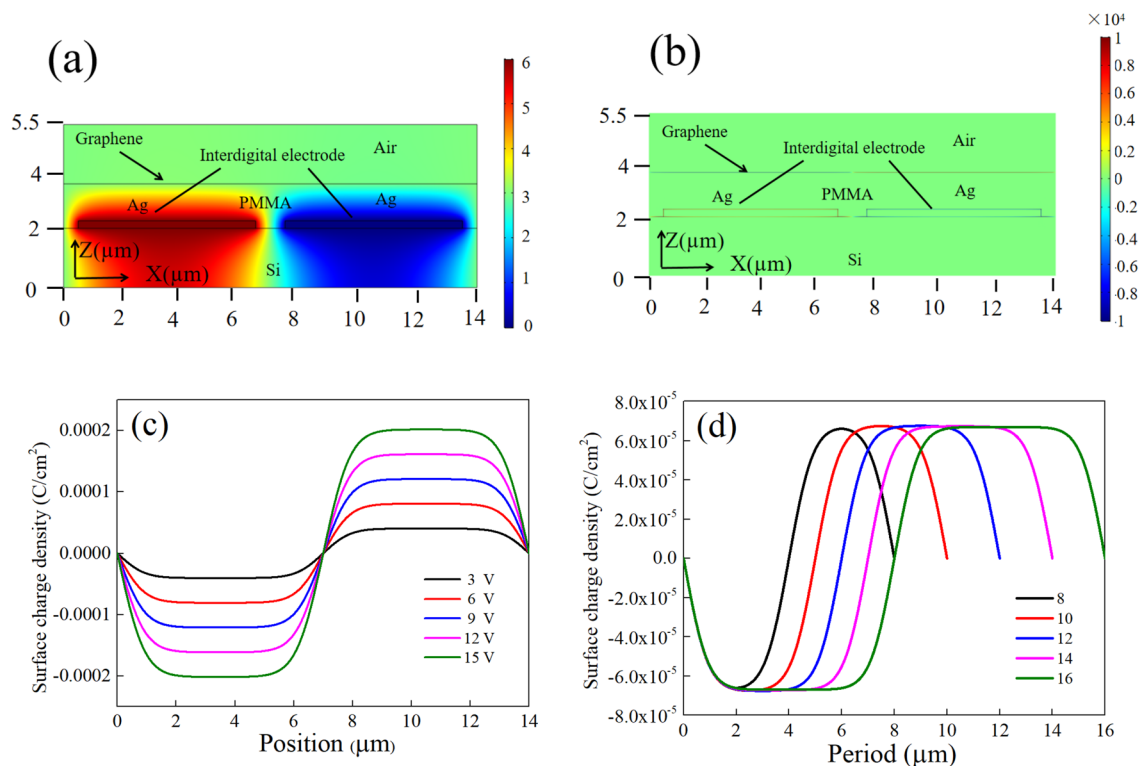 (a)
5.5
4
2
0
Graphene
Interdigital electrode
Air
Ag
PMMA
Ag
Z(μm)
X(μm)
Si
0 2 4 6 8 10 12 14
6
5
4
3
2
1
0
(b)
5.5
4
2
0
Graphene
Interdigital electrode
Air
Ag
PMMA
Ag
Z(μm)
X(μm)
Si
0 2 4 6 8 10 12 14
×10⁴
1
0.8
0.6
0.4
0.2
0
-0.2
-0.4
-0.6
-0.8
-1
(c)
Surface charge density (C/cm²)
0.0002
0.0001
0.0000
-0.0001
-0.0002
3 V
6 V
9 V
12 V
15 V
0 2 4 6 8 10 12 14
Position (μm)
(d)
Surface charge density (C/cm²)
8.0x10⁻⁵
6.0x10⁻⁵
4.0x10⁻⁵
2.0x10⁻⁵
0.0
-2.0x10⁻⁵
-4.0x10⁻⁵
-6.0x10⁻⁵
-8.0x10⁻⁵
8
10
12
14
16
0 2 4 6 8 10 12 14 16
Period (μm)